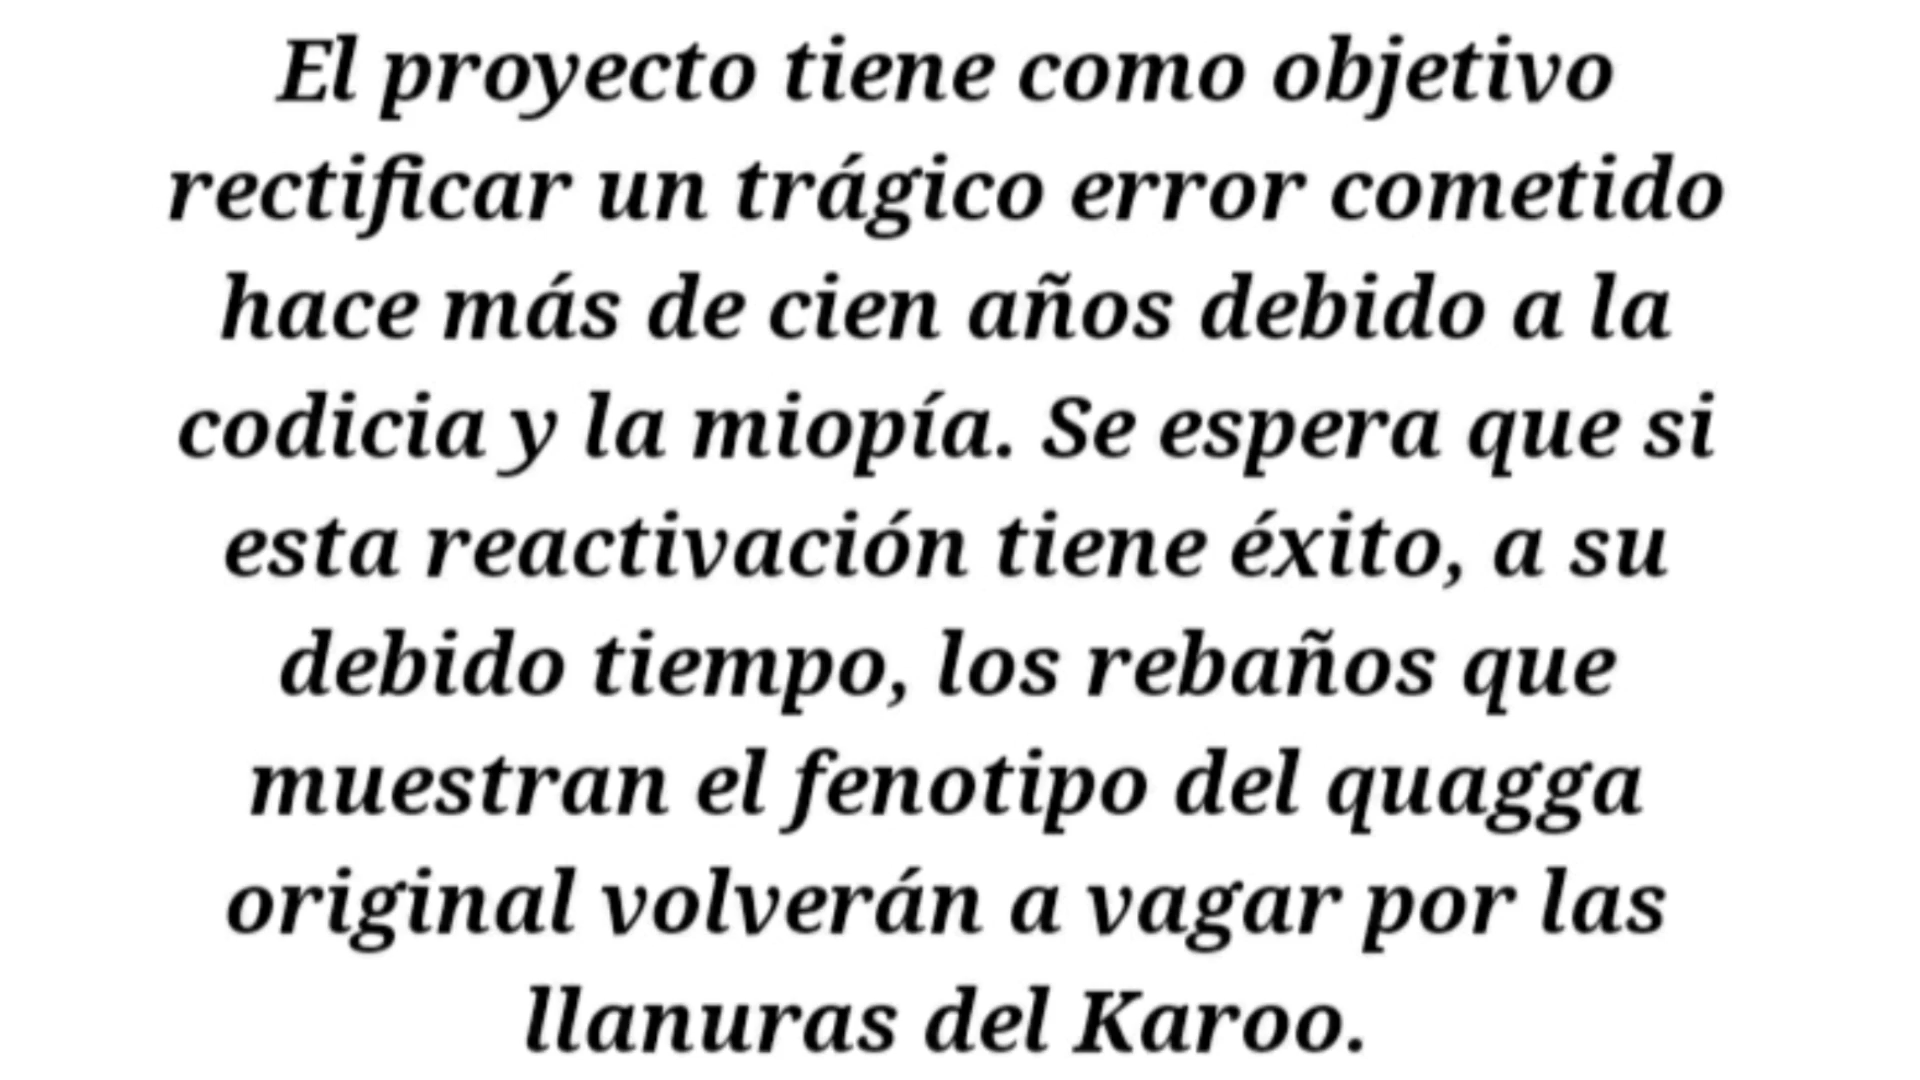 El proyecto tiene como objetivo
rectificar un trágico error cometido
hace más de cien años debido a la
codicia y la miopía. Se espera que si
esta reactivación tiene éxito, a su
debido tiempo, los rebaños que
muestran el fenotipo del quagga
original volverán a vagar por las
llanuras del Karoo.